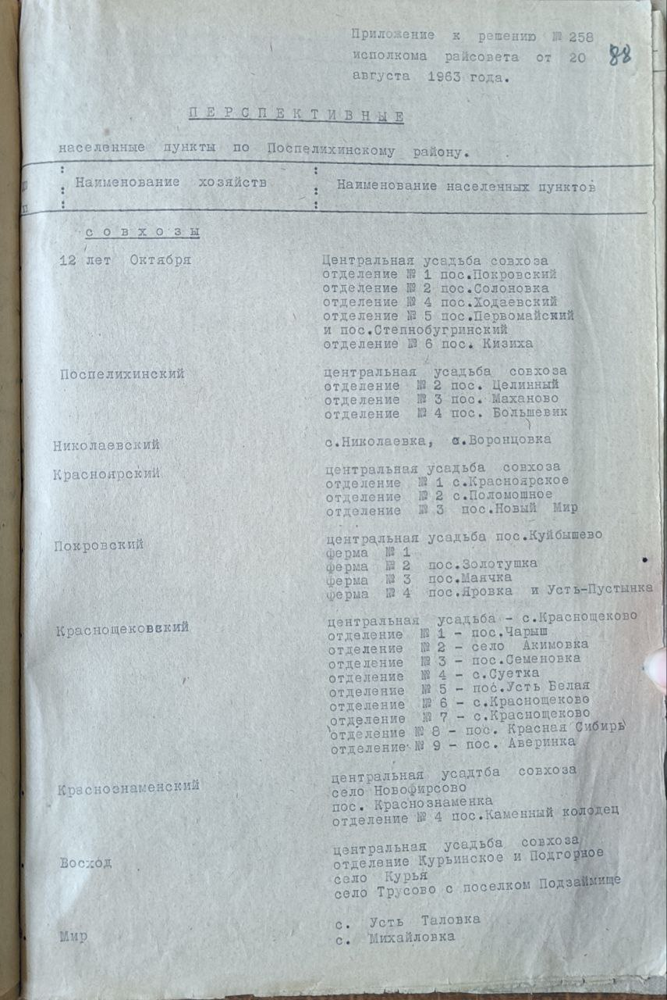 Приложение к решению № 258
исполкома райсовета от 20 88
августа 1963 года.
П Е Р С П Е К Т И В Н Ы Е
населенные пункты по Поспелихинскому району.
п : Наименование хозяйств : Наименование населенных пунктов
С О В Х О З Ы
12 лет Октября Центральная усадьба совхоза
отделение № 1 пос.Покровский
отделение № 2 пос.Солоновка
отделение № 4 пос.Ходаевский
отделение № 5 пос.Первомайский
и пос.Степнобугринский
отделение № 6 пос. Кизиха
Поспелихинский центральная усадьба совхоза
отделение № 2 пос. Целинный
отделение № 3 пос. Маханово
отделение № 4 пос. Большевик
Николаевский с.Николаевка, с.Воронцовка
Красноярский центральная усадьба совхоза
отделение № 1 с.Красноярское
отделение № 2 с.Поломошное
отделение № 3 пос.Новый Мир
Покровский центральная усадьба пос.Куйбышево
ферма № 1
ферма № 2 пос.Золотушка
ферма № 3 пос.Маячка
ферма № 4 пос.Яровка и Усть-Пустынка
Краснощековский центральная усадьба - с.Краснощеково
отделение № 1 - пос.Чарыш
отделение № 2 - село Акимовка
отделение № 3 - пос.Семеновка
отделение № 4 - с.Суетка
отделение № 5 - пос.Усть Белая
отделение № 6 - с.Краснощеково
отделение № 7 - с.Краснощеково
отделение № 8 - пос. Красная Сибирь
отделение № 9 - пос. Аверинка
Краснознаменский центральная усадтба совхоза
село Новофирсово
пос. Краснознаменка
отделение № 4 пос.Каменный колодец
Восход центральная усадьба совхоза
отделение Курьинское и Подгорное
село Курья
село Трусово с поселком Подзаймище
Мир с. Усть Таловка
с. Михайловка